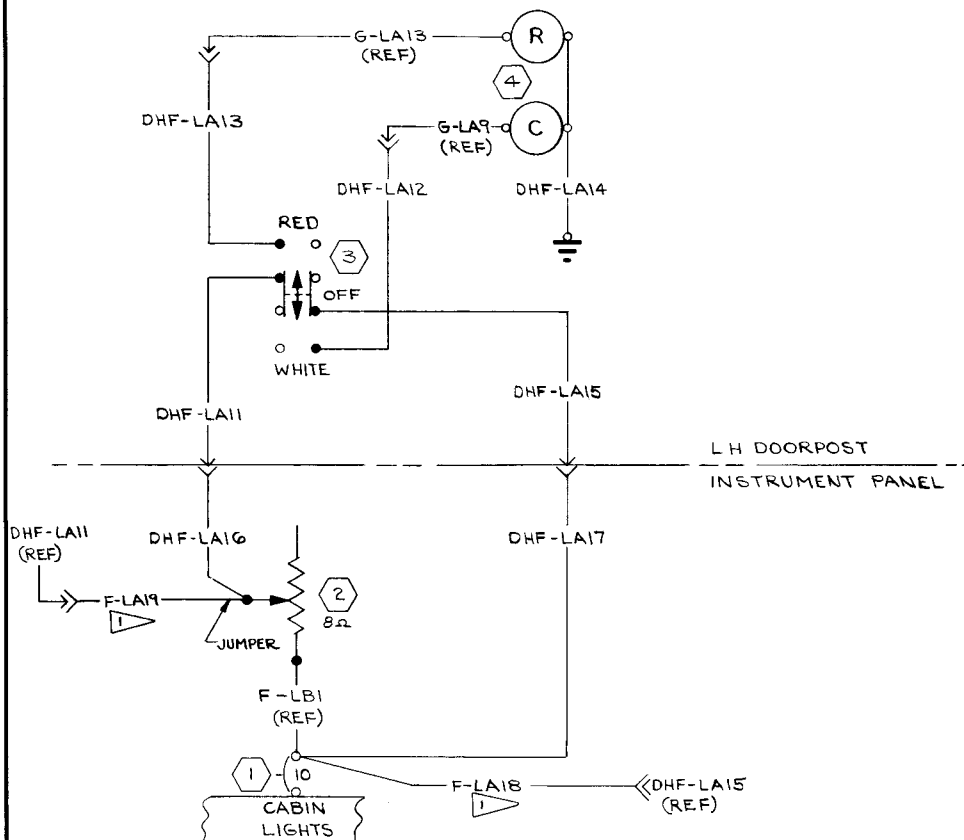 G-LA13
(REF)
R
4
DHF-LA13
G-LA9
(REF)
C
DHF-LA12
DHF-LA14
RED
3
OFF
WHITE
DHF-LA11
DHF-LA15
LH DOORPOST
INSTRUMENT PANEL
DHF-LA11
(REF)
DHF-LA16
DHF-LA17
F-LA19
1
2
8Ω
JUMPER
F-LB1
(REF)
1
10
F-LA18
1
DHF-LA15
(REF)
CABIN
LIGHTS